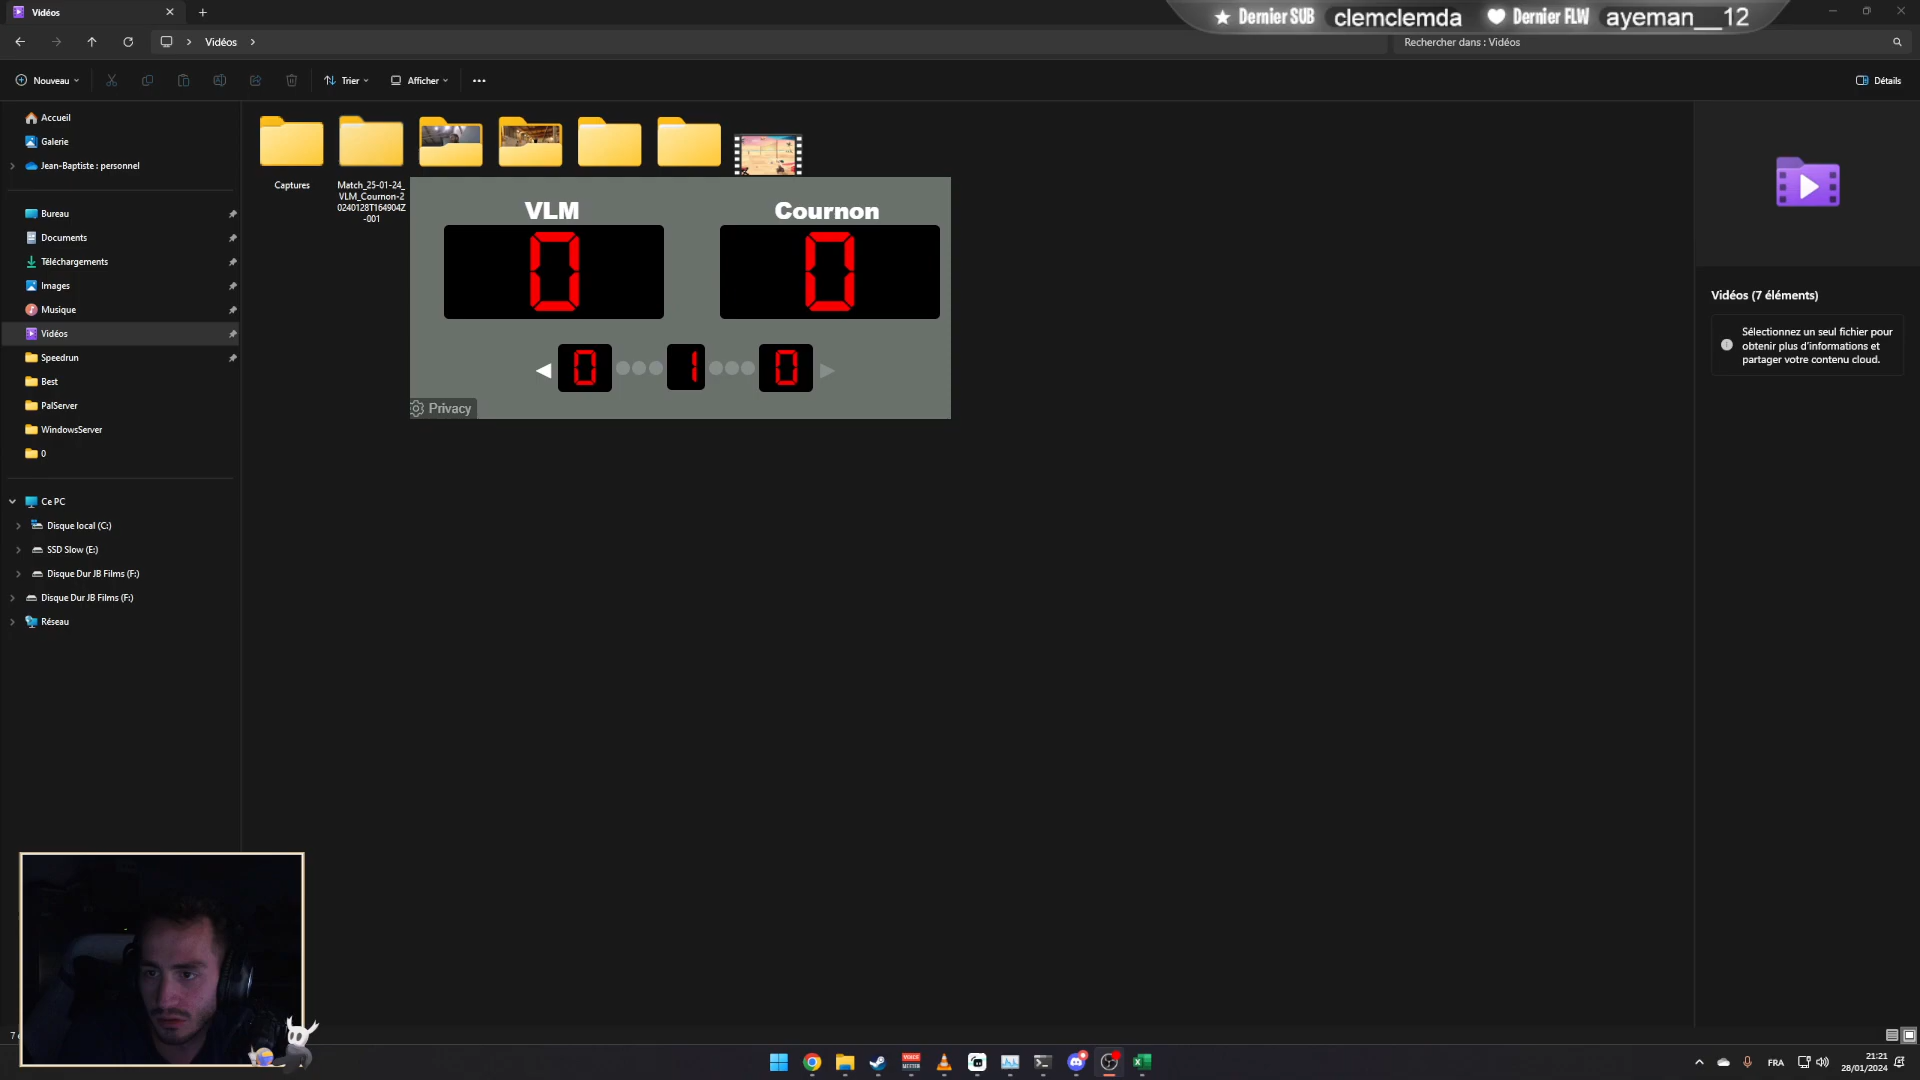 Vidéos
★ Dernier SUB clemclemda ♥ Dernier FLW ayeman__12
Vidéos
Rechercher dans : Vidéos
Nouveau
Trier
Afficher
Détails
Accueil
Galerie
Jean-Baptiste : personnel
Bureau
Documents
Téléchargements
Images
Musique
Vidéos
Speedrun
Best
PalServer
WindowsServer
0
Ce PC
Disque local (C:)
SSD Slow (E:)
Disque Dur JB Films (F:)
Disque Dur JB Films (F:)
Réseau
Captures
Match_25-01-24_
VLM_Cournon-2
0240128T164904Z
-001
VLM
Cournon
0
0
0
1
0
Privacy
Vidéos (7 éléments)
Sélectionnez un seul fichier pour
obtenir plus d'informations et
partager votre contenu cloud.
7
VOICE
MEETER
FRA
21:21
28/01/2024